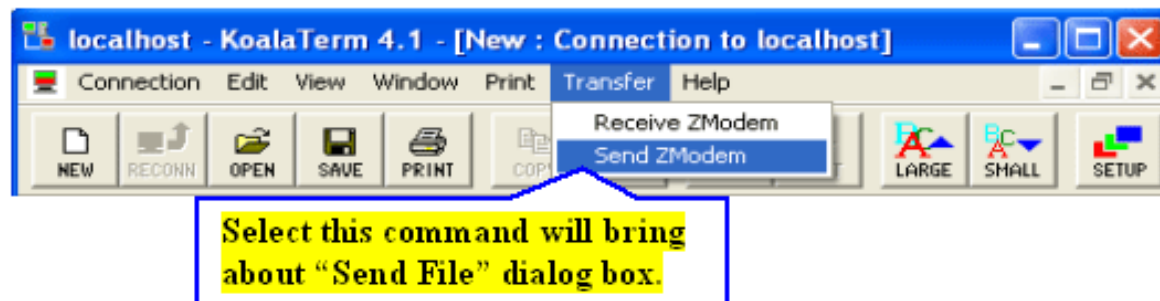 localhost - KoalaTerm 4.1 - [New : Connection to localhost]
Connection Edit View Window Print Transfer Help
Receive ZModem
Send ZModem
NEW RECONN OPEN SAVE PRINT COPY LARGE SMALL SETUP
Select this command will bring
about “Send File” dialog box.